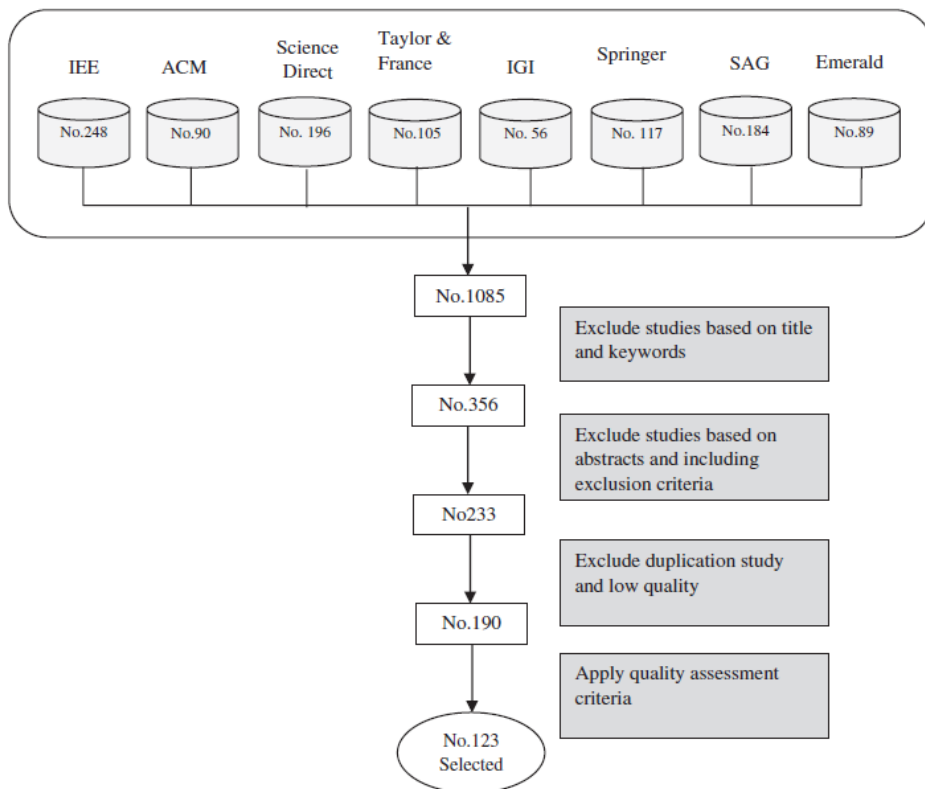 IEE
ACM
Science
Direct
Taylor &
France
IGI
Springer
SAG
Emerald
No.248
No.90
No. 196
No.105
No. 56
No. 117
No.184
No.89
No.1085
Exclude studies based on title
and keywords
No.356
Exclude studies based on
abstracts and including
exclusion criteria
No233
Exclude duplication study
and low quality
No.190
Apply quality assessment
criteria
No.123
Selected